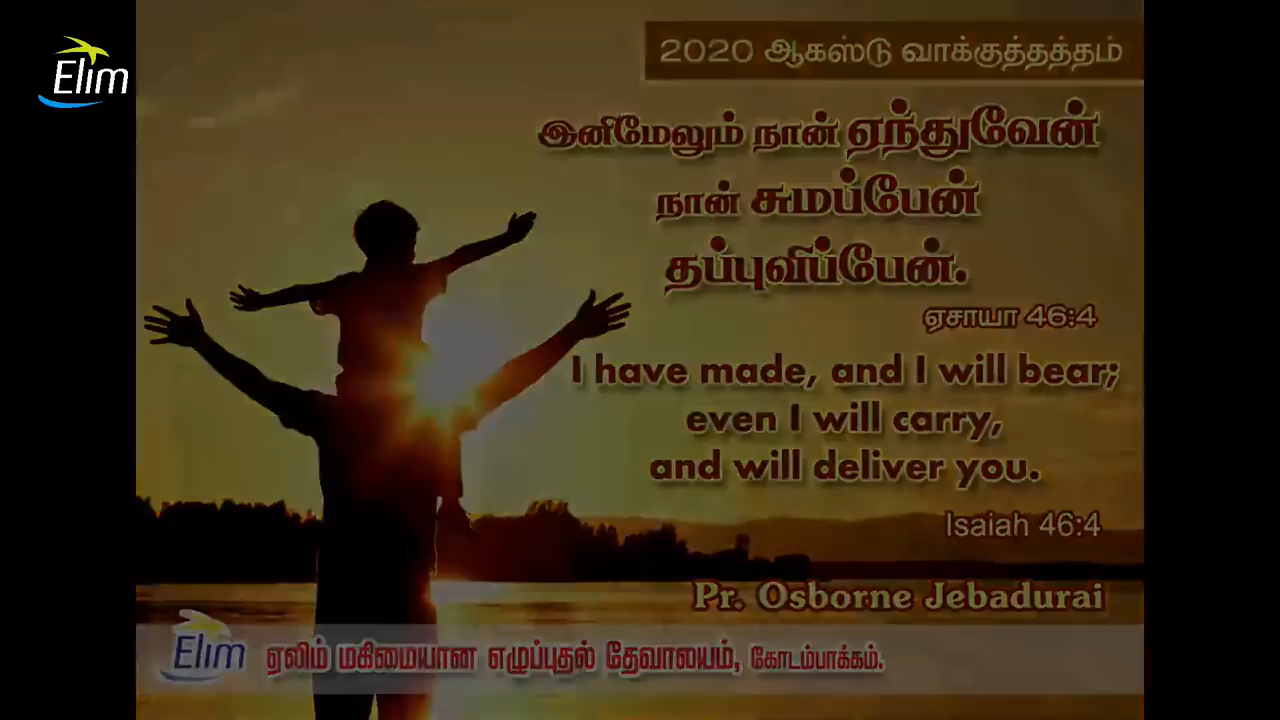 Elim
2020 ஆகஸ்டு வாக்குத்தத்தம்
இனிமேலும் நான் ஏந்துவேன்
நான் சுமப்பேன்
தப்புவிப்பேன்.
ஏசாயா 46:4
I have made, and I will bear;
even I will carry,
and will deliver you.
Isaiah 46:4
Pr. Osborne Jebadurai
Elim ஏலிம் மகிமையான எழுப்புதல் தேவாலயம், கோடம்பாக்கம்.